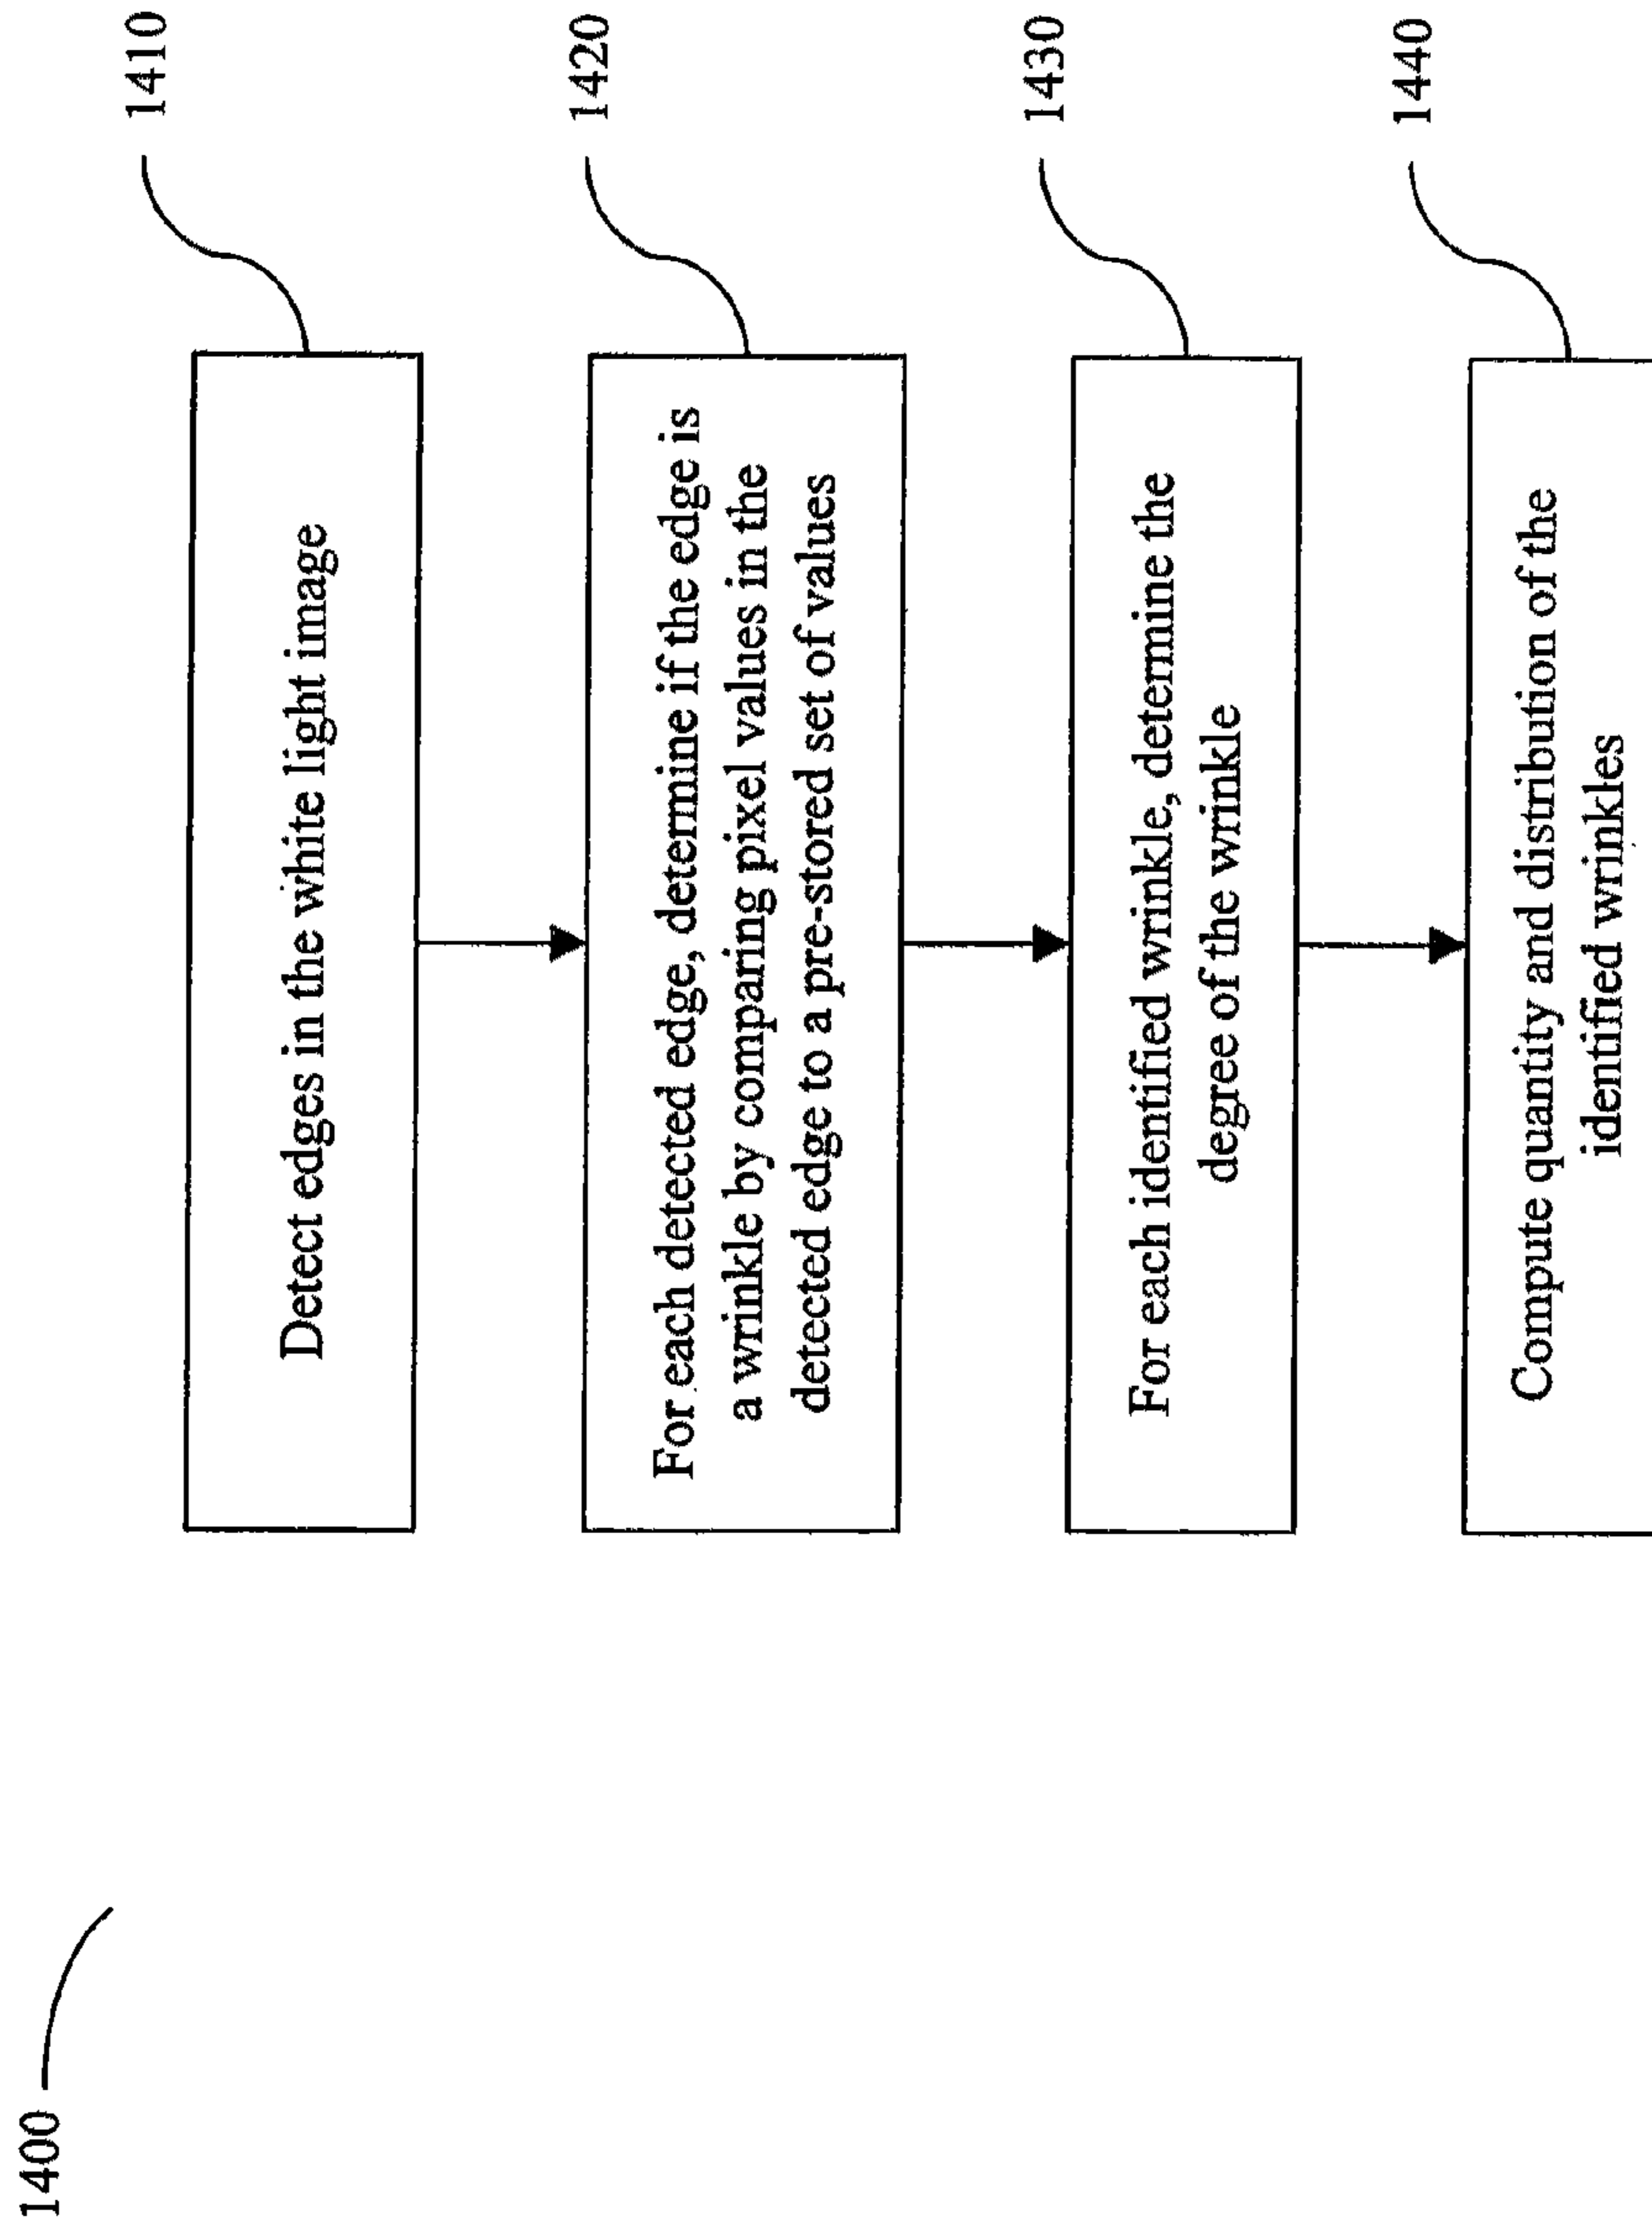 1400
1410
Detect edges in the white light image
1420
For each detected edge, determine if the edge is
a wrinkle by comparing pixel values in the
detected edge to a pre-stored set of values
1430
For each identified wrinkle, determine the
degree of the wrinkle
1440
Compute quantity and distribution of the
identified wrinkles